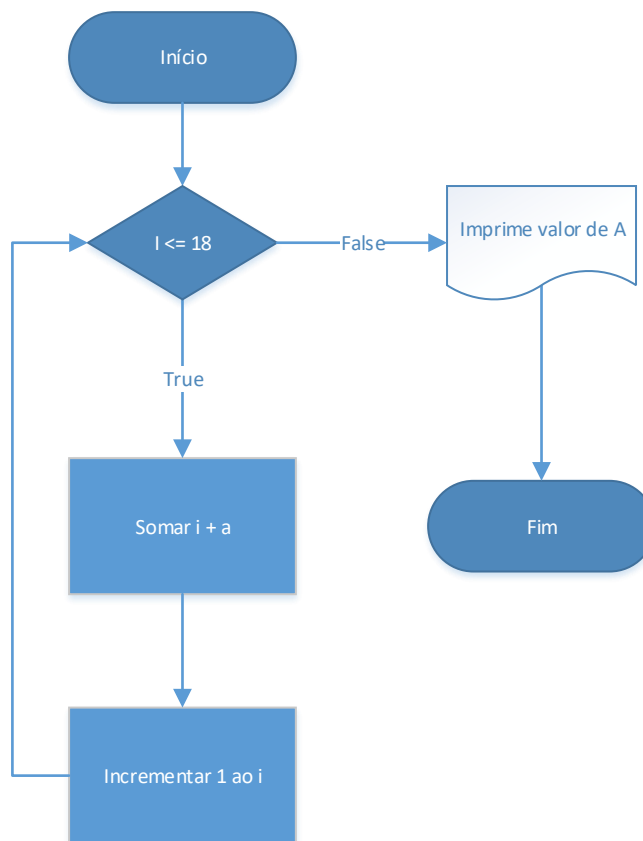 Início
I <= 18
False
Imprime valor de A
True
Somar i + a
Fim
Incrementar 1 ao i